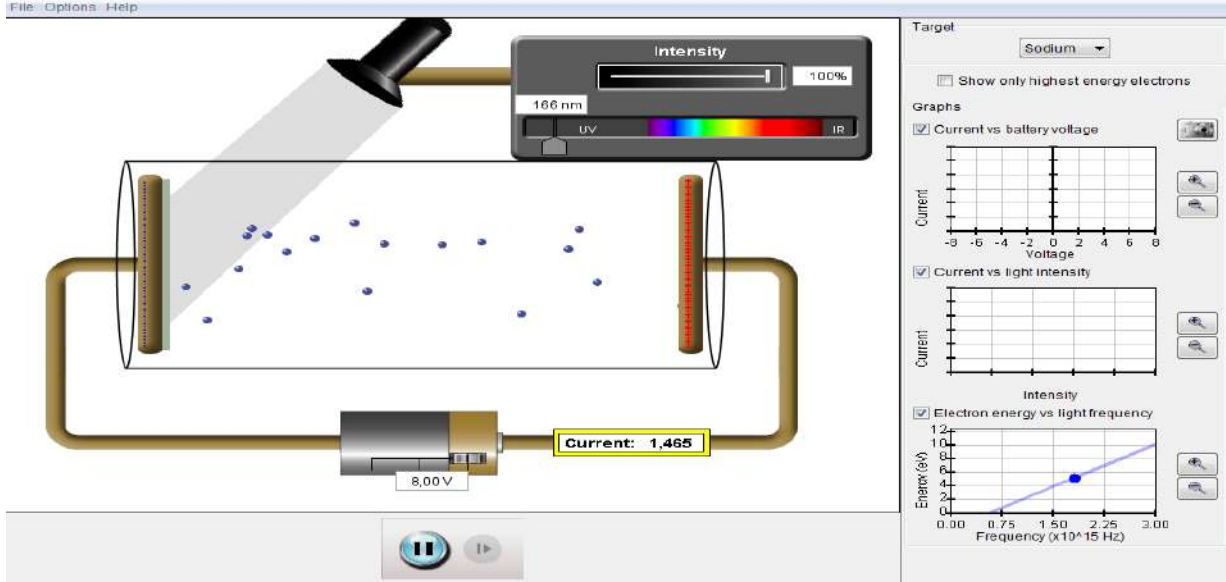 File Options Help
Intensity
100%
166 nm
UV
IR
Current: 1,465
8,00 V
Target
Sodium
Show only highest energy electrons
Graphs
Current vs battery voltage
Current
-8 -6 -4 -2 0 2 4 6 8
Voltage
Current vs light intensity
Current
Intensity
Electron energy vs light frequency
Energy (eV)
12
10
8
6
4
2
0
0.00 0.75 1.50 2.25 3.00
Frequency (x10^15 Hz)